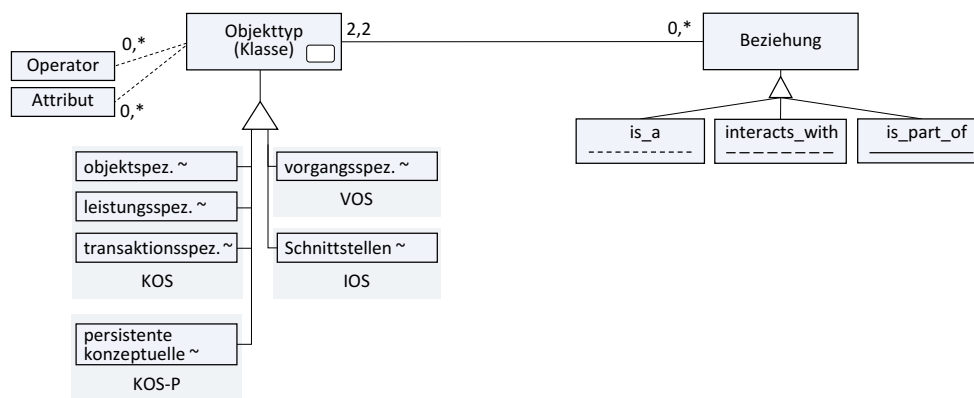 Objekttyp
(Klasse)
2,2
0,*
Beziehung
0,*
Operator
Attribut
0,*
is_a
interacts_with
is_part_of
objektspez. ~
leistungsspez. ~
transaktionsspez. ~
KOS
vorgangsspez. ~
VOS
Schnittstellen ~
IOS
persistente
konzeptuelle ~
KOS-P